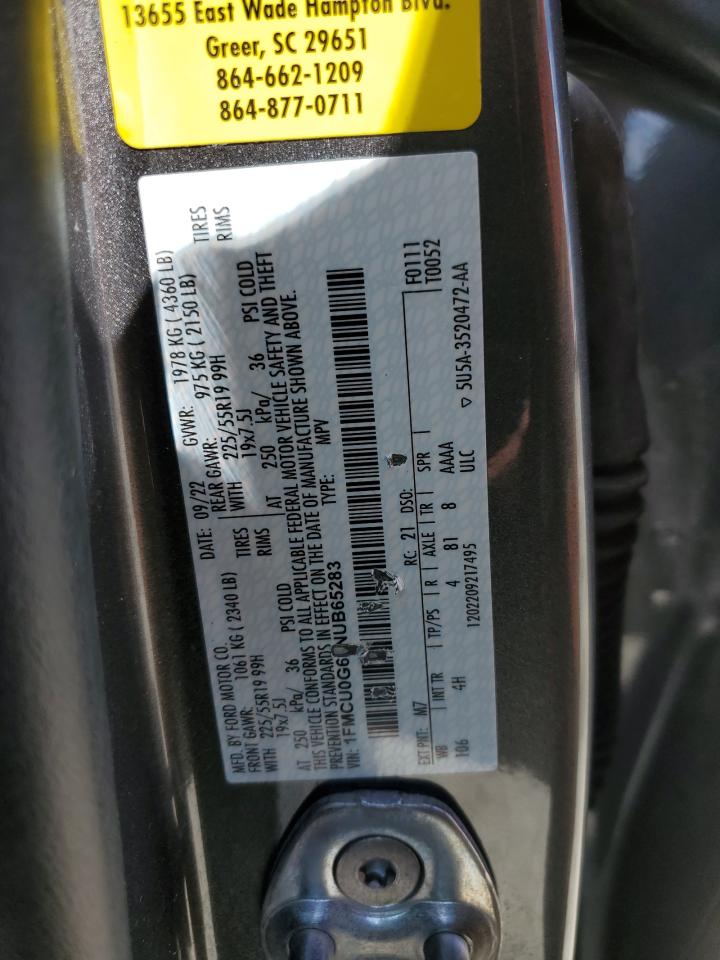 13655 East Wade Hampton Blvd.
Greer, SC 29651
864-662-1209
864-877-0711
MFD. BY FORD MOTOR CO.
DATE: 09/22 GVWR: 1978 KG ( 4360 LB)
FRONT GAWR: 1061 KG ( 2340 LB)
REAR GAWR: 975 KG ( 2150 LB)
WITH 225/55R19 99H TIRES
WITH 225/55R19 99H TIRES
19x7.5J RIMS
19x7.5J RIMS
AT 250 kPa/ 36 PSI COLD
AT 250 kPa/ 36 PSI COLD
THIS VEHICLE CONFORMS TO ALL APPLICABLE FEDERAL MOTOR VEHICLE SAFETY AND THEFT
PREVENTION STANDARDS IN EFFECT ON THE DATE OF MANUFACTURE SHOWN ABOVE.
VIN: 1FMCU0G6 NUB65283 TYPE: MPV
EXT PNT: M7 RC: 21 DSO: F0111
WB INT TR TP/PS R AXLE TR SPR T0052
106 4H 4 81 8 AAAA
1202209217495 ULC ▽ 5U5A-3520472-AA